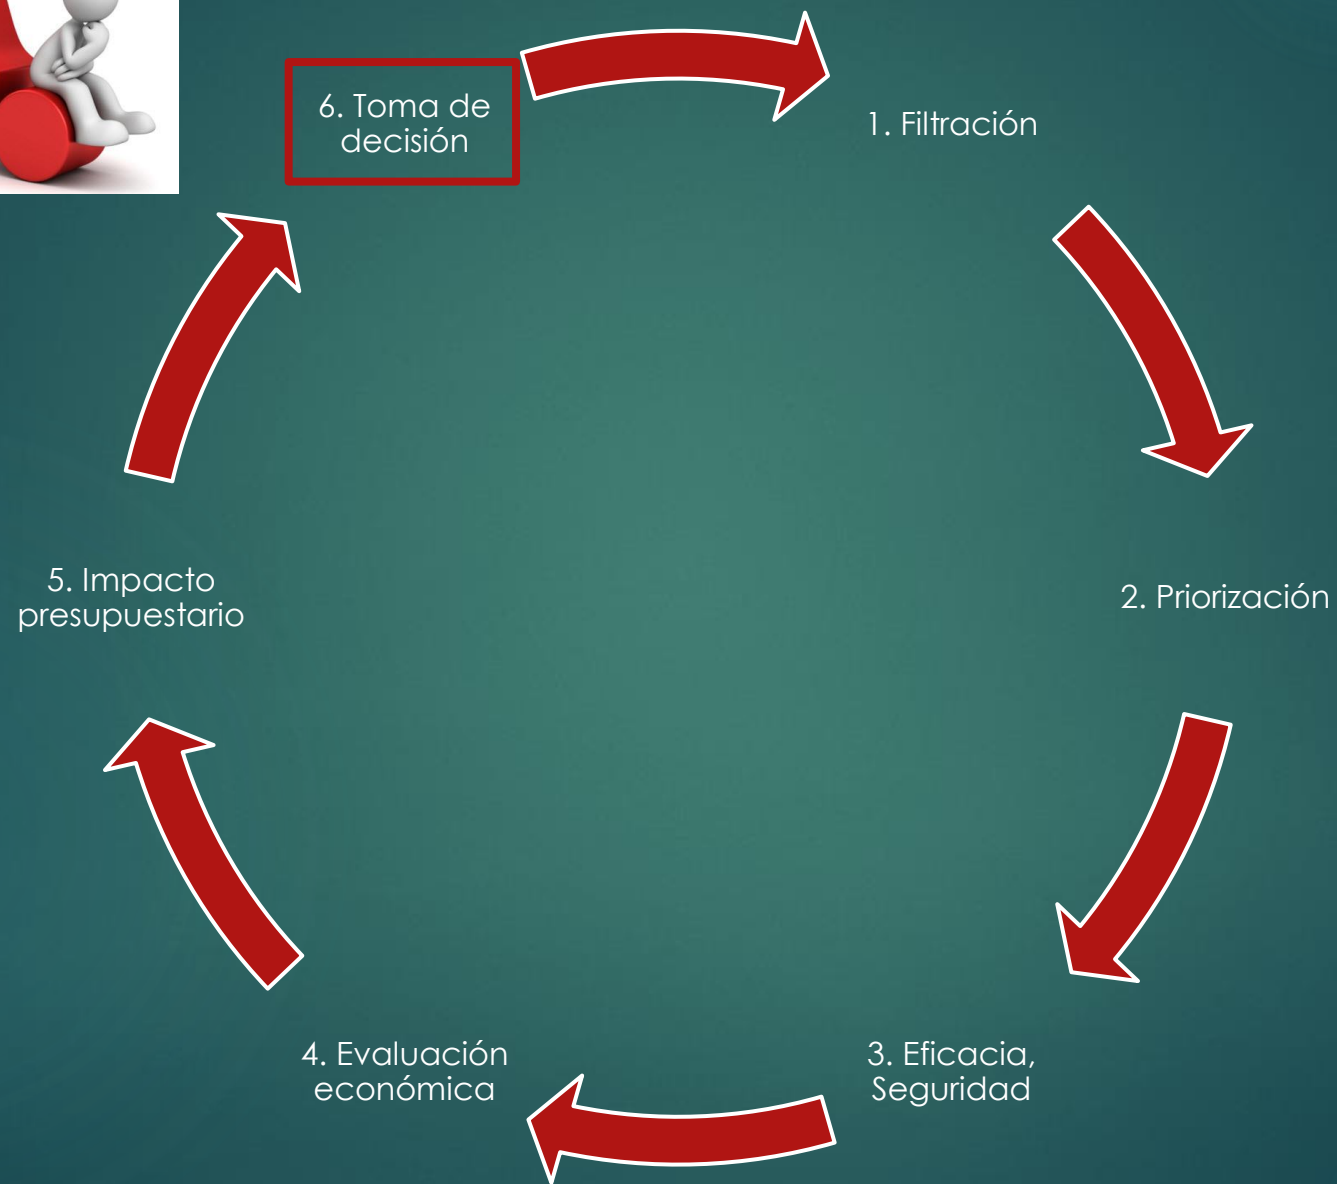 6. Toma de
decisión
1. Filtración
2. Priorización
3. Eficacia,
Seguridad
4. Evaluación
económica
5. Impacto
presupuestario